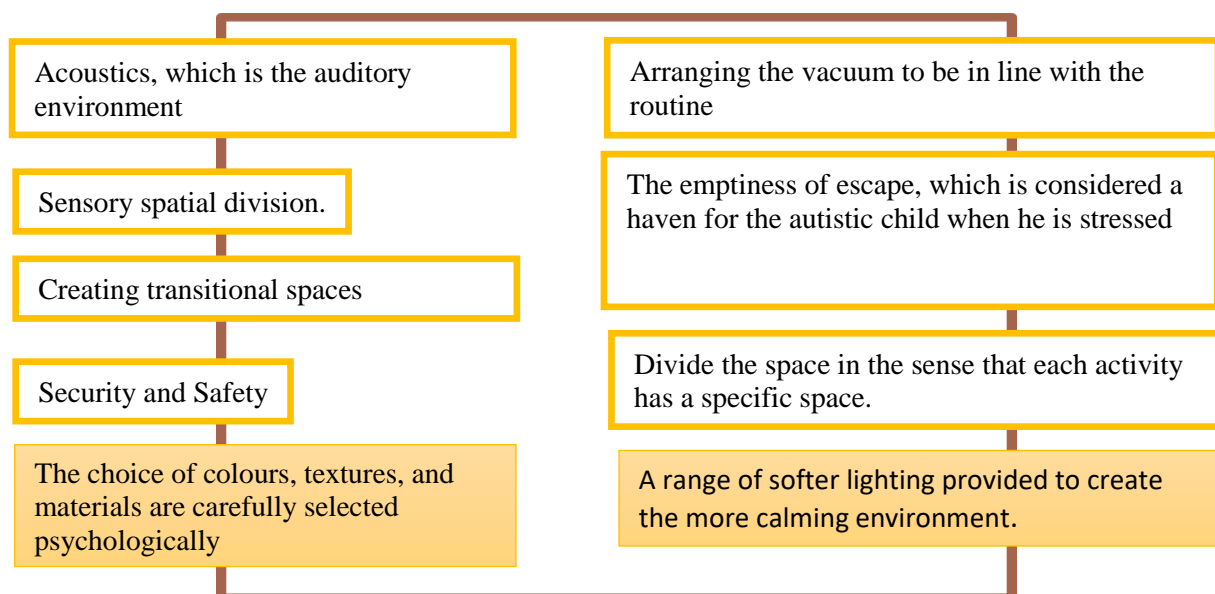 Acoustics, which is the auditory
environment
Sensory spatial division.
Creating transitional spaces
Security and Safety
The choice of colours, textures, and
materials are carefully selected
psychologically
Arranging the vacuum to be in line with the
routine
The emptiness of escape, which is considered a
haven for the autistic child when he is stressed
Divide the space in the sense that each activity
has a specific space.
A range of softer lighting provided to create
the more calming environment.